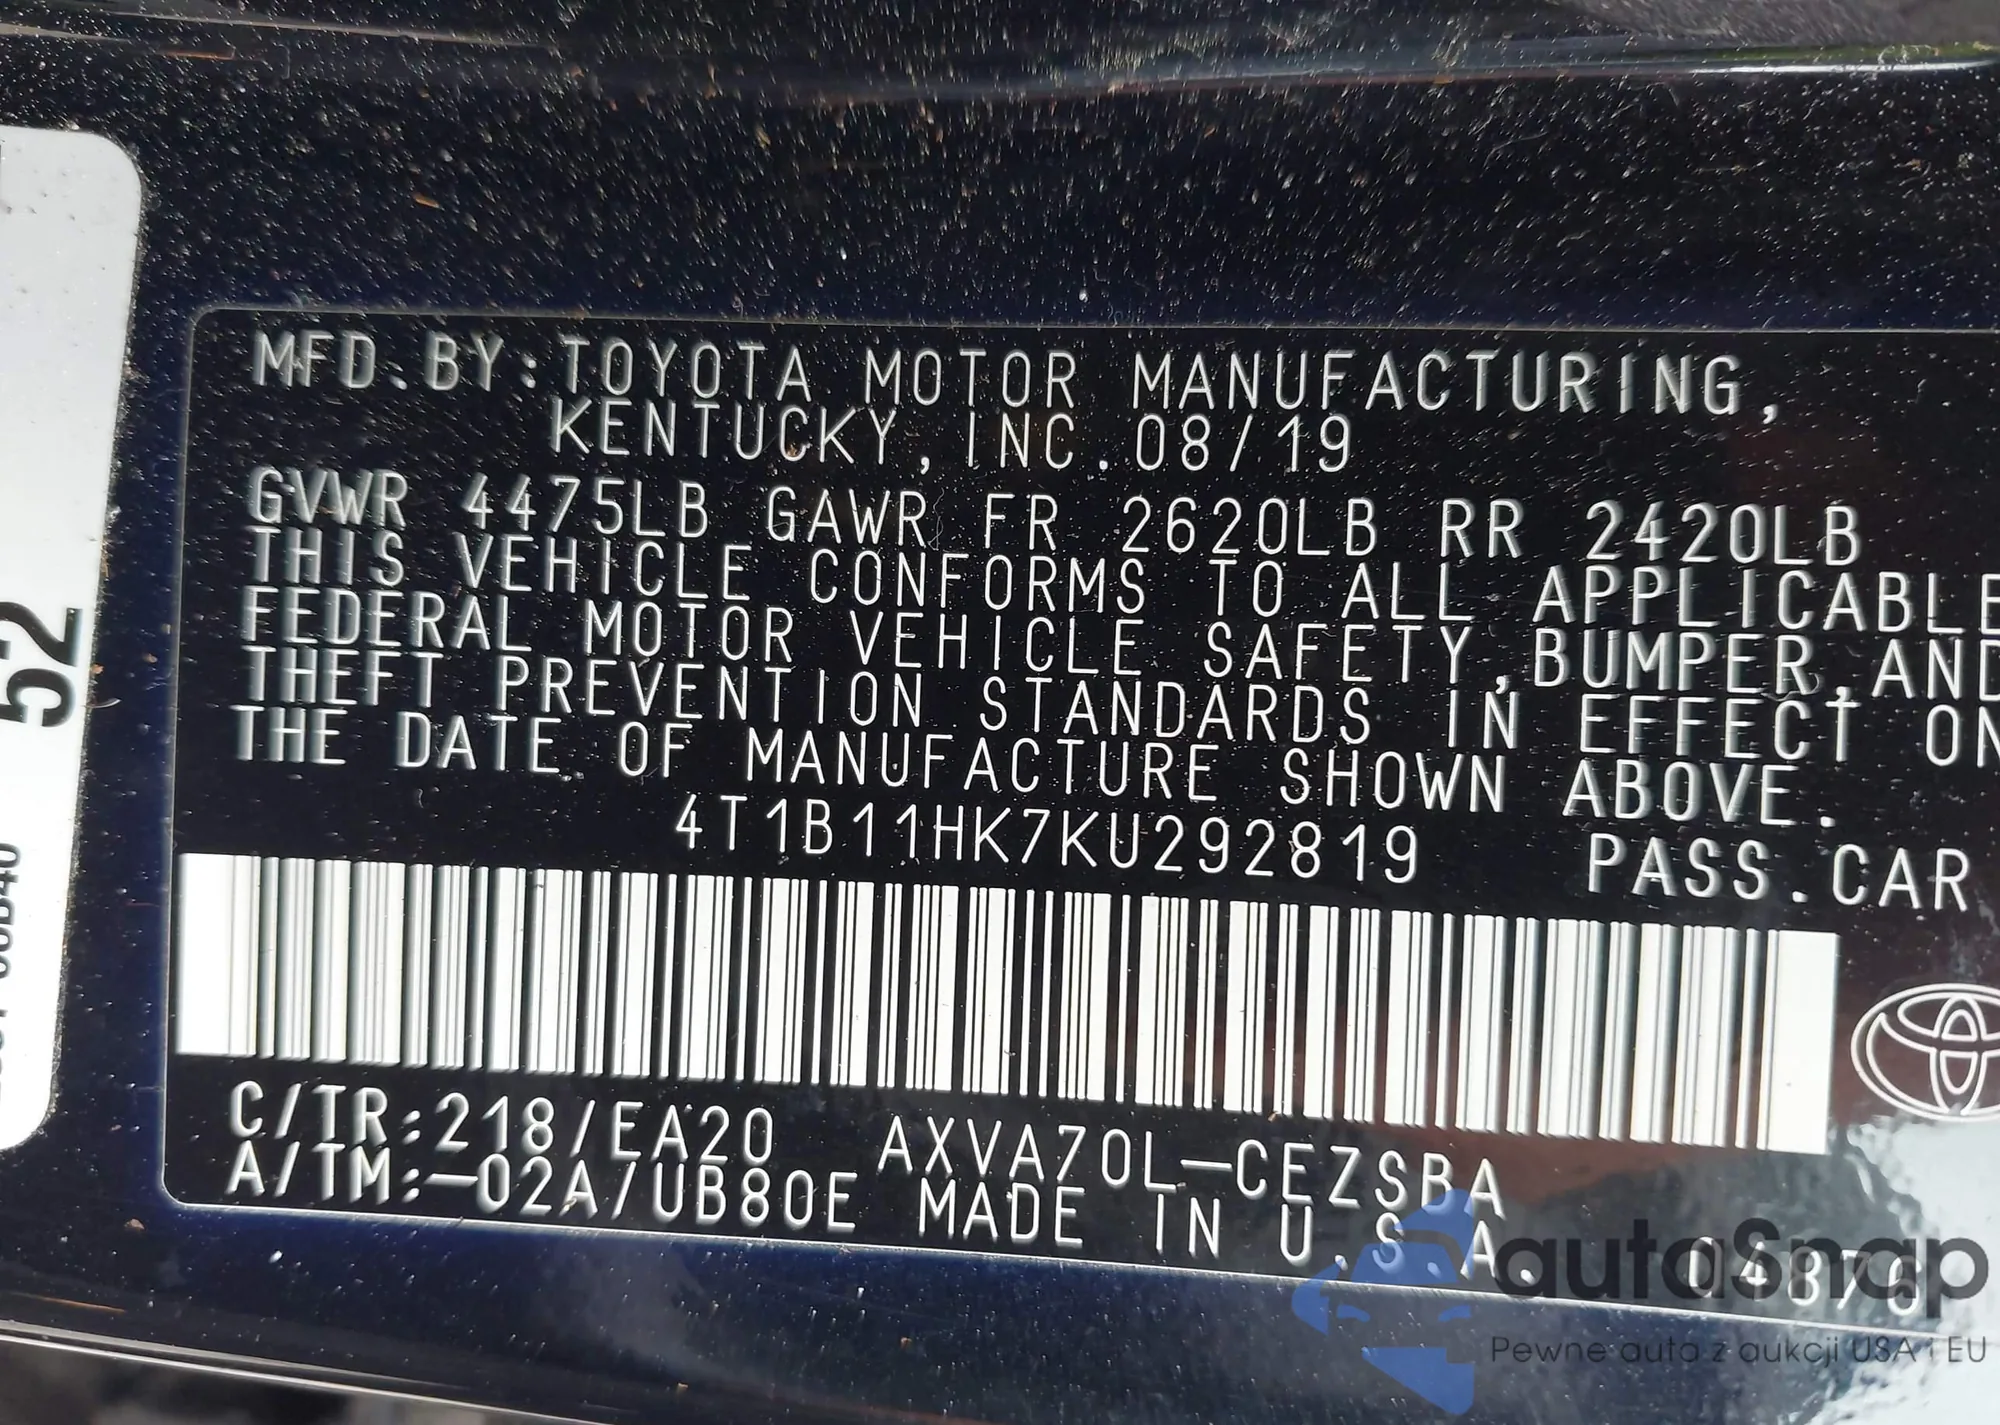 MFD.BY:TOYOTA MOTOR MANUFACTURING,
KENTUCKY,INC.08/19
GVWR 4475LB GAWR FR 2620LB RR 2420LB
THIS VEHICLE CONFORMS TO ALL APPLICABLE
FEDERAL MOTOR VEHICLE SAFETY,BUMPER,AND
THEFT PREVENTION STANDARDS IN EFFECT ON
THE DATE OF MANUFACTURE SHOWN ABOVE.
4T1B11HK7KU292819 PASS.CAR
C/TR:218/EA20 AXVA70L-CEZSBA
A/TM:-02A/UB80E MADE IN U.S.A.
04876
52
autoSnap
Pewne auta z aukcji USA i EU